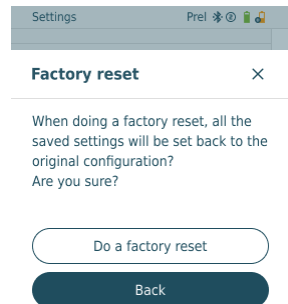 Settings Prel
Factory reset
When doing a factory reset, all the
saved settings will be set back to the
original configuration?
Are you sure?
Do a factory reset
Back